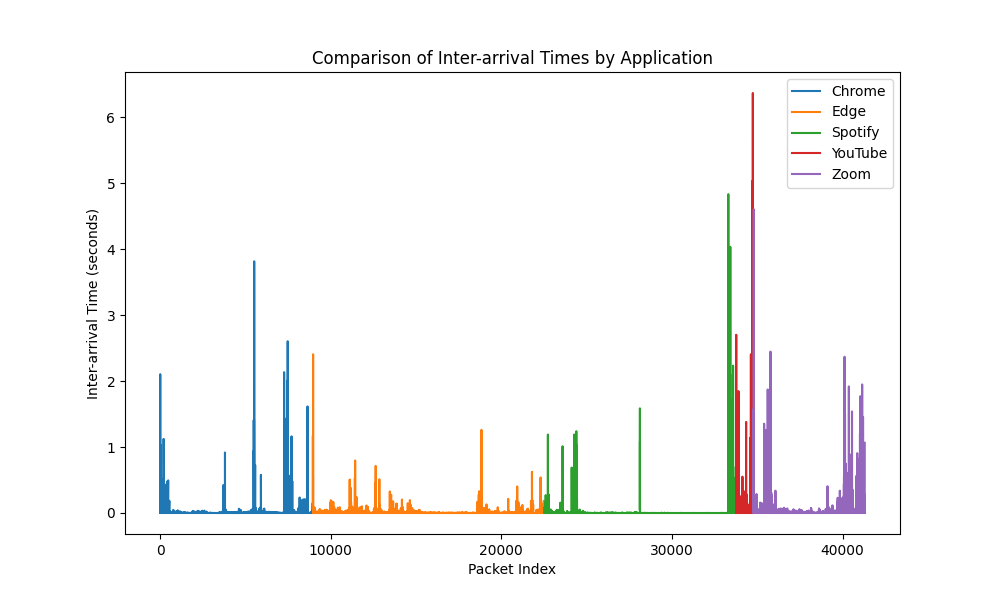 Comparison of Inter-arrival Times by Application
Inter-arrival Time (seconds)
6
5
4
3
2
1
0
0 10000 20000 30000 40000
Packet Index
Chrome
Edge
Spotify
YouTube
Zoom